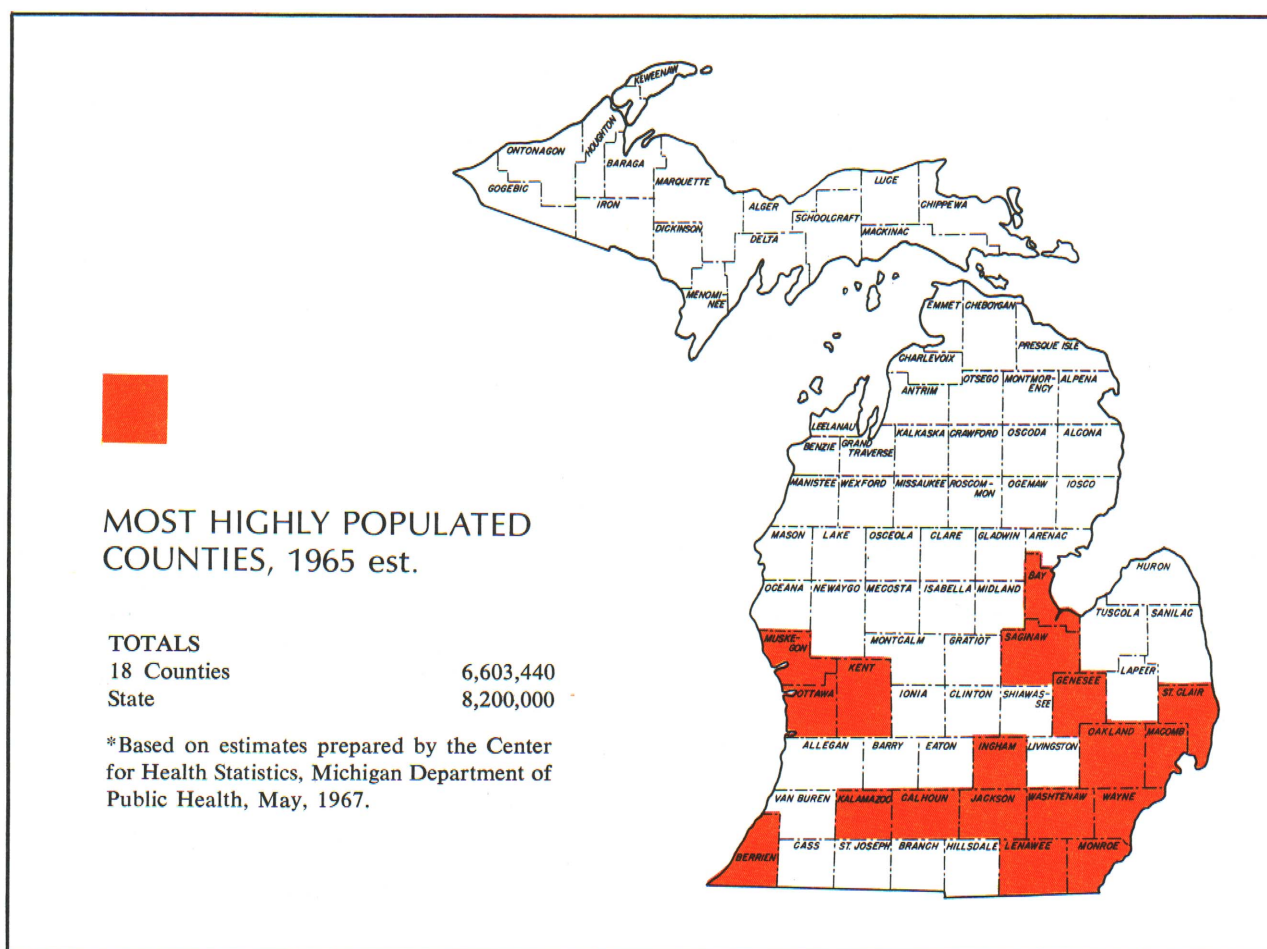 MOST HIGHLY POPULATED
COUNTIES, 1965 est.
TOTALS
18 Counties 6,603,440
State 8,200,000
*Based on estimates prepared by the Center
for Health Statistics, Michigan Department of
Public Health, May, 1967.
KEWEENAW
HOUGHTON
ONTONAGON
BARAGA
GOGEBIC
IRON
MARQUETTE
DICKINSON
MENOMI-
NEE
ALGER
DELTA
SCHOOLCRAFT
LUCE
CHIPPEWA
MACKINAC
EMMET
CHEBOYGAN
PRESQUE ISLE
CHARLEVOIX
ANTRIM
OTSEGO
MONTMOR-
ENCY
ALPENA
LEELANAU
BENZIE
GRAND
TRAVERSE
KALKASKA
CRAWFORD
OSCODA
ALCONA
MANISTEE
WEXFORD
MISSAUKEE
ROSCOM-
MON
OGEMAW
IOSCO
MASON
LAKE
OSCEOLA
CLARE
GLADWIN
ARENAC
OCEANA
NEWAYGO
MECOSTA
ISABELLA
MIDLAND
BAY
HURON
TUSCOLA
SANILAC
MUSKE-
GON
MONTCALM
GRATIOT
SAGINAW
KENT
OTTAWA
IONIA
CLINTON
SHIAWAS-
SEE
GENESEE
LAPEER
ST. CLAIR
ALLEGAN
BARRY
EATON
INGHAM
LIVINGSTON
OAKLAND
MACOMB
VAN BUREN
KALAMAZOO
CALHOUN
JACKSON
WASHTENAW
WAYNE
BERRIEN
CASS
ST. JOSEPH
BRANCH
HILLSDALE
LENAWEE
MONROE